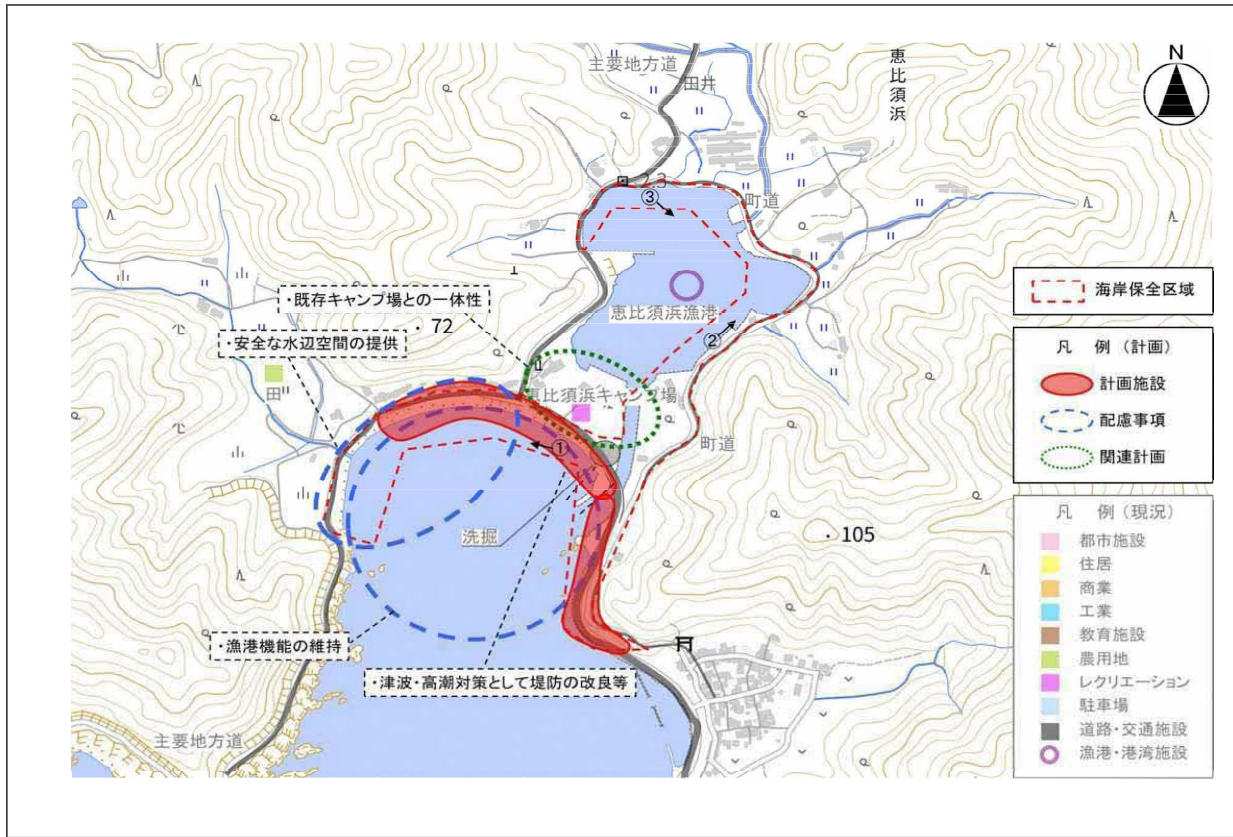 N
主要地方道
田井
恵比須浜
2.3
③
町道
・既存キャンプ場との一体性
・72
・安全な水辺空間の提供
恵比須浜漁港
②
田
恵比須浜キャンプ場
①
町道
洗掘
・105
・漁港機能の維持
・津波・高潮対策として堤防の改良等
主要地方道
海岸保全区域
凡 例 (計画)
計画施設
配慮事項
関連計画
凡 例 (現況)
都市施設
住居
商業
工業
教育施設
農用地
レクリエーション
駐車場
道路・交通施設
漁港・港湾施設